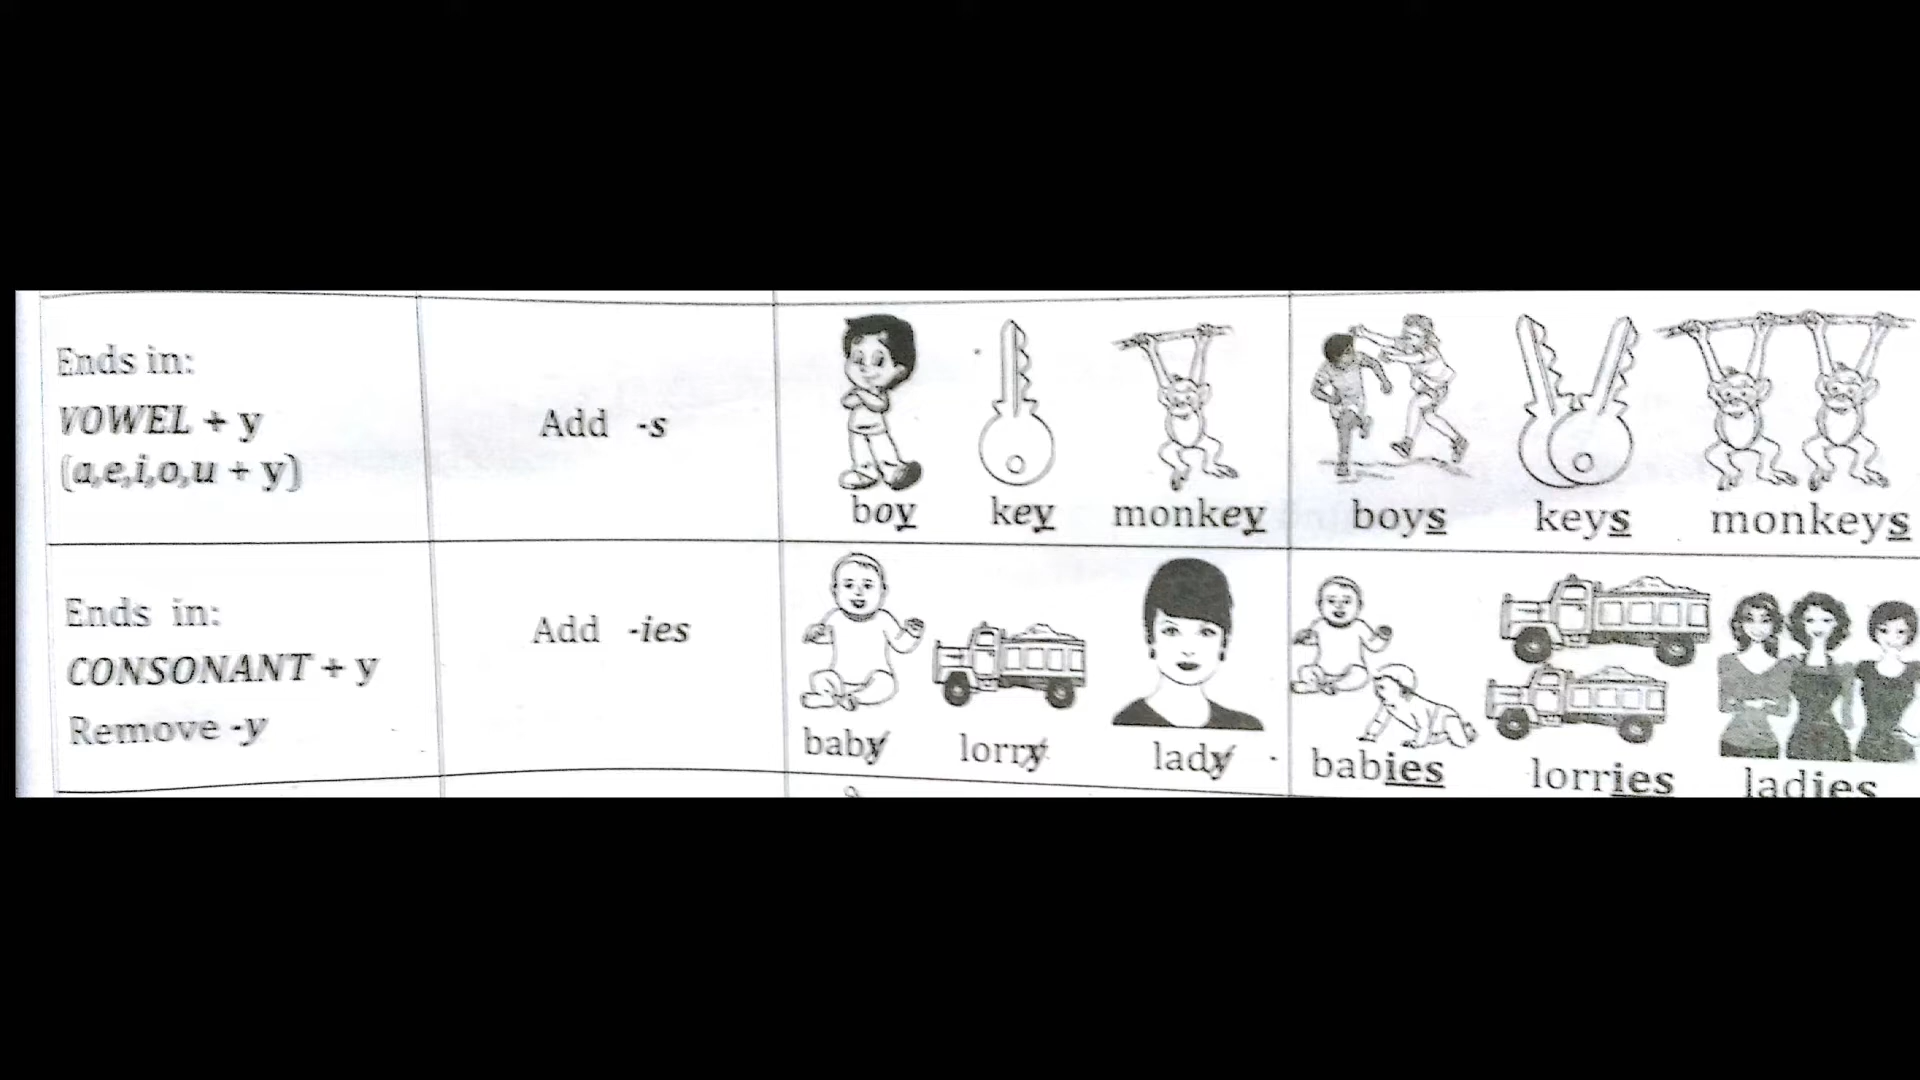 Ends in:
VOWEL + y
(a,e,i,o,u + y)
Add -s
boy key monkey
boys keys monkeys
Ends in:
CONSONANT + y
Remove -y
Add -ies
baby lorry lady
babies lorries ladies